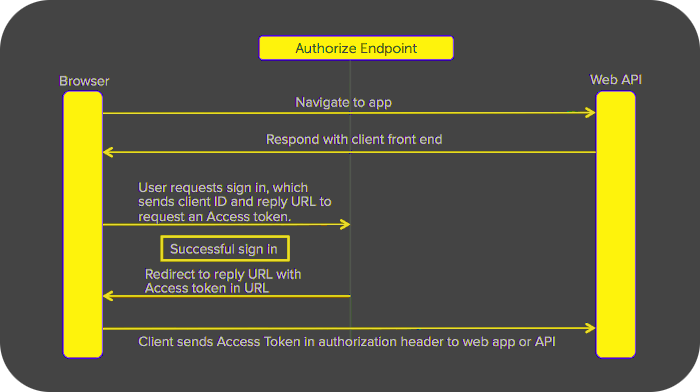 Authorize Endpoint
Browser
Web API
Navigate to app
Respond with client front end
User requests sign in, which
sends client ID and reply URL to
request an Access token.
Successful sign in
Redirect to reply URL with
Access token in URL
Client sends Access Token in authorization header to web app or API